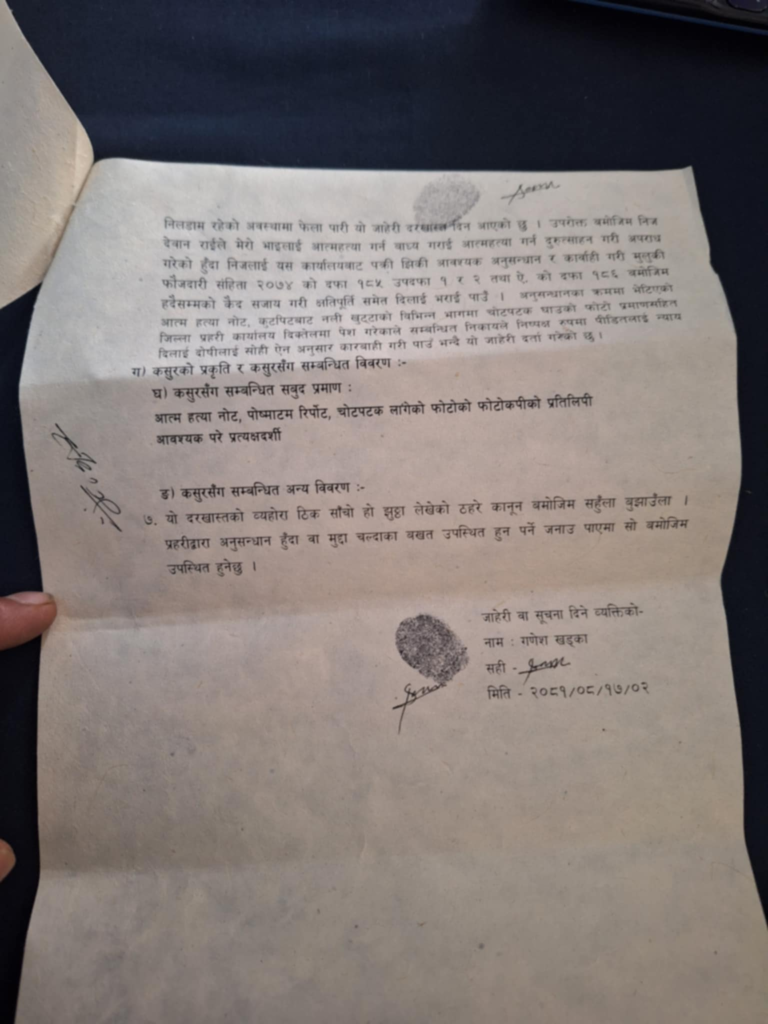 निलडाम रहेको अवस्थामा फेला पारी यो जाहेरी दरखास्त दिन आएको छु । उपरोक्त बमोजिम निज
देवान राईले मेरो भाइलाई आत्महत्या गर्न बाध्य गराई आत्महत्या गर्न दुरुत्साहन गरी अपराध
गरेको हुँदा निजलाई यस कार्यालयबाट पक्री झिकी आवश्यक अनुसन्धान र कार्वाही गरी मुलुकी
फौजदारी संहिता २०७४ को दफा १८५ उपदफा १ र २ तथा ऐ. को दफा १८६ बमोजिम
हदैसम्मको कैद सजाय गरी क्षतिपूर्ति समेत दिलाई भराई पाउँ । अनुसन्धानका क्रममा भेटिएको
आत्म हत्या नोट, कुटपिटबाट नली खुट्टाको विभिन्न भागमा चोटपटक घाउको फोटो प्रमाणसहित
जिल्ला प्रहरी कार्यालय दिक्तेलमा पेश गरेकाले सम्बन्धित निकायले निष्पक्ष रुपमा पीडितलाई न्याय
दिलाई दोषीलाई सोही ऐन अनुसार कारबाही गरी पाउँ भन्दै यो जाहेरी दर्ता गरेको छु ।
ग) कसुरको प्रकृति र कसुरसँग सम्बन्धित विवरण :-
घ) कसुरसँग सम्बन्धित सबुद प्रमाण :
आत्म हत्या नोट, पोष्माटम रिर्पोट, चोटपटक लागेको फोटोको फोटोकपीको प्रतिलिपी
आबश्यक परे प्रत्यक्षदर्शी
ङ) कसुरसँग सम्बन्धित अन्य विवरण :-
७. यो दरखास्तको व्यहोरा ठिक साँचो हो झुठ्ठा लेखेको ठहरे कानून बमोजिम सहुँला बुझाउँला ।
प्रहरीद्वारा अनुसन्धान हुँदा वा मुद्दा चल्दाका बखत उपस्थित हुन पर्ने जनाउ पाएमा सो बमोजिम
उपस्थित हुनेछु ।
जाहेरी वा सूचना दिने व्यक्तिको-
नाम : गणेश खड्का
सही -
मिति - २०८१/०८/१७/०२